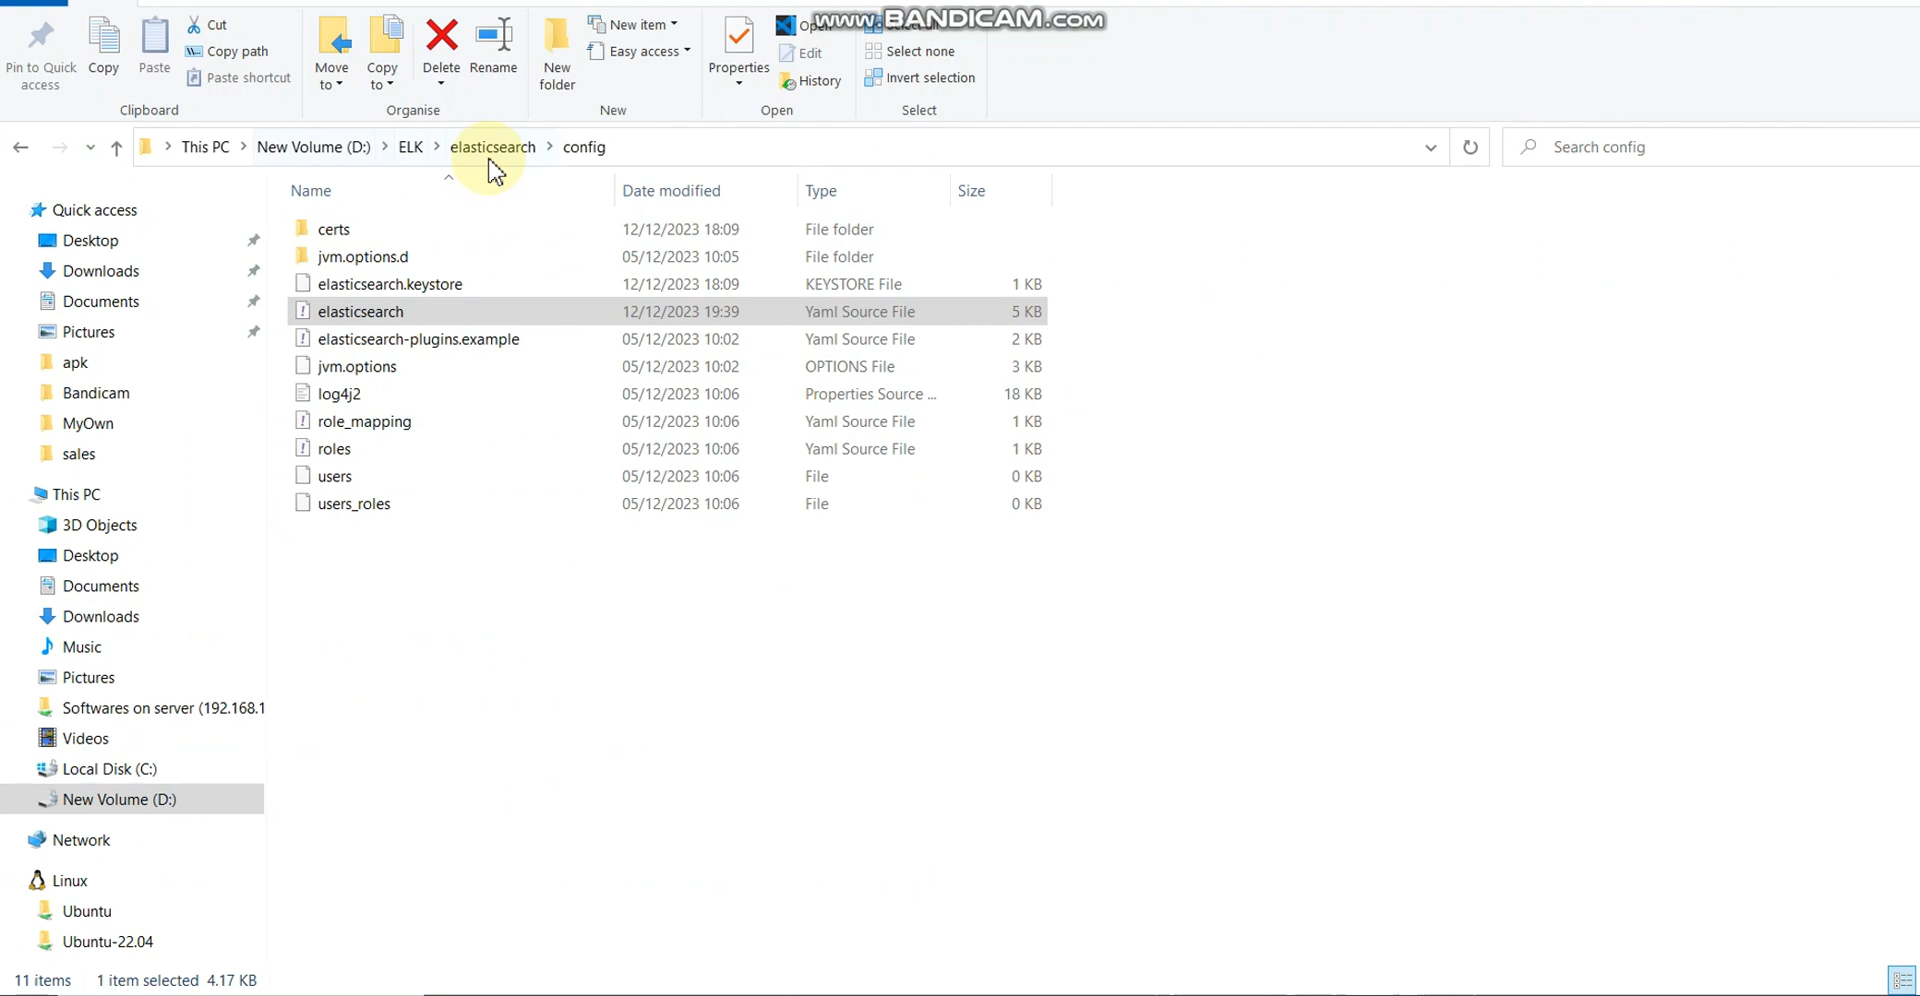 www.BANDICAM.com
Pin to Quick access
Copy
Paste
Cut
Copy path
Paste shortcut
Clipboard
Move to
Copy to
Delete
Rename
Organise
New folder
New item
Easy access
New
Properties
Open
Edit
History
Open
Select all
Select none
Invert selection
Select
This PC
New Volume (D:)
ELK
elasticsearch
config
Search config
Name
Date modified
Type
Size
certs 12/12/2023 18:09 File folder
jvm.options.d 05/12/2023 10:05 File folder
elasticsearch.keystore 12/12/2023 18:09 KEYSTORE File 1 KB
elasticsearch 12/12/2023 19:39 Yaml Source File 5 KB
elasticsearch-plugins.example 05/12/2023 10:02 Yaml Source File 2 KB
jvm.options 05/12/2023 10:02 OPTIONS File 3 KB
log4j2 05/12/2023 10:06 Properties Source ... 18 KB
role_mapping 05/12/2023 10:06 Yaml Source File 1 KB
roles 05/12/2023 10:06 Yaml Source File 1 KB
users 05/12/2023 10:06 File 0 KB
users_roles 05/12/2023 10:06 File 0 KB
Quick access
Desktop
Downloads
Documents
Pictures
apk
Bandicam
MyOwn
sales
This PC
3D Objects
Desktop
Documents
Downloads
Music
Pictures
Softwares on server (192.168.1
Videos
Local Disk (C:)
New Volume (D:)
Network
Linux
Ubuntu
Ubuntu-22.04
11 items
1 item selected 4.17 KB